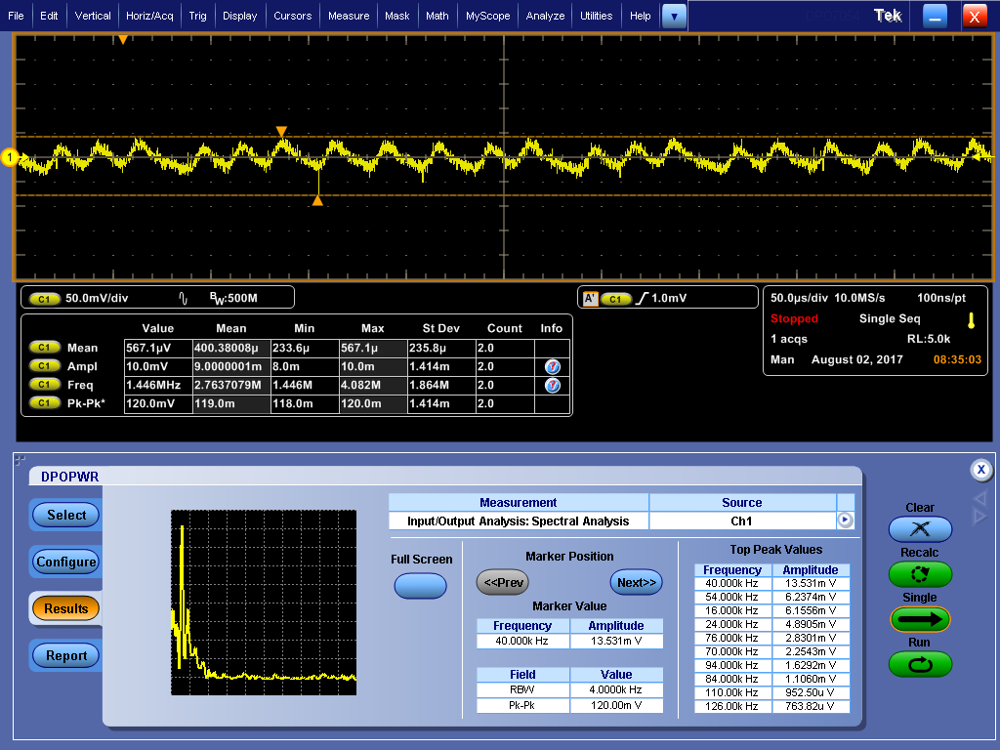 File Edit Vertical Horiz/Acq Trig Display Cursors Measure Mask Math MyScope Analyze Utilities Help Tek X
1
C1 50.0mV/div BW:500M
A' C1 1.0mV
50.0µs/div 10.0MS/s 100ns/pt
Stopped Single Seq
1 acqs RL:5.0k
Man August 02, 2017 08:35:03
Value Mean Min Max St Dev Count Info
C1 Mean 567.1µV 400.38008µ 233.6µ 567.1µ 235.8µ 2.0
C1 Ampl 10.0mV 9.0000001m 8.0m 10.0m 1.414m 2.0
C1 Freq 1.446MHz 2.7637079M 1.446M 4.082M 1.864M 2.0
C1 Pk-Pk* 120.0mV 119.0m 118.0m 120.0m 1.414m 2.0
DPOPWR
X
Select
Configure
Results
Report
Measurement Source
Input/Output Analysis: Spectral Analysis Ch1
Full Screen
Marker Position
<<Prev Next>>
Marker Value
Frequency Amplitude
40.000k Hz 13.531m V
Field Value
RBW 4.0000k Hz
Pk-Pk 120.00m V
Top Peak Values
Frequency Amplitude
40.000k Hz 13.531m V
54.000k Hz 6.2374m V
16.000k Hz 6.1556m V
24.000k Hz 4.8905m V
76.000k Hz 2.8301m V
70.000k Hz 2.2543m V
94.000k Hz 1.6292m V
84.000k Hz 1.1060m V
110.00k Hz 952.50u V
126.00k Hz 763.82u V
Clear
Recalc
Single
Run